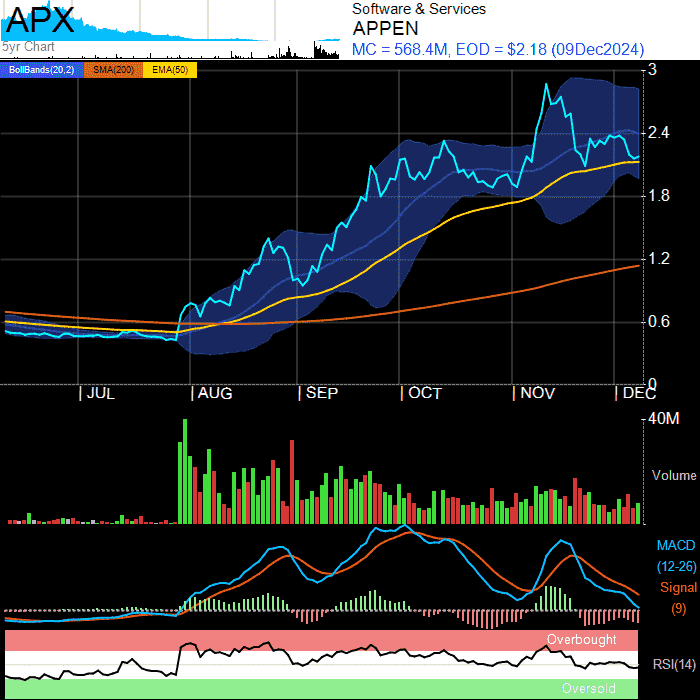 APX
5yr Chart
Software & Services
APPEN
MC = 568.4M, EOD = $2.18 (09Dec2024)
BollBands(20,2) SMA(200) EMA(50)
3
2.4
1.8
1.2
0.6
0
JUL AUG SEP OCT NOV DEC
40M
Volume
MACD
(12-26)
Signal
(9)
Overbought
RSI(14)
Oversold